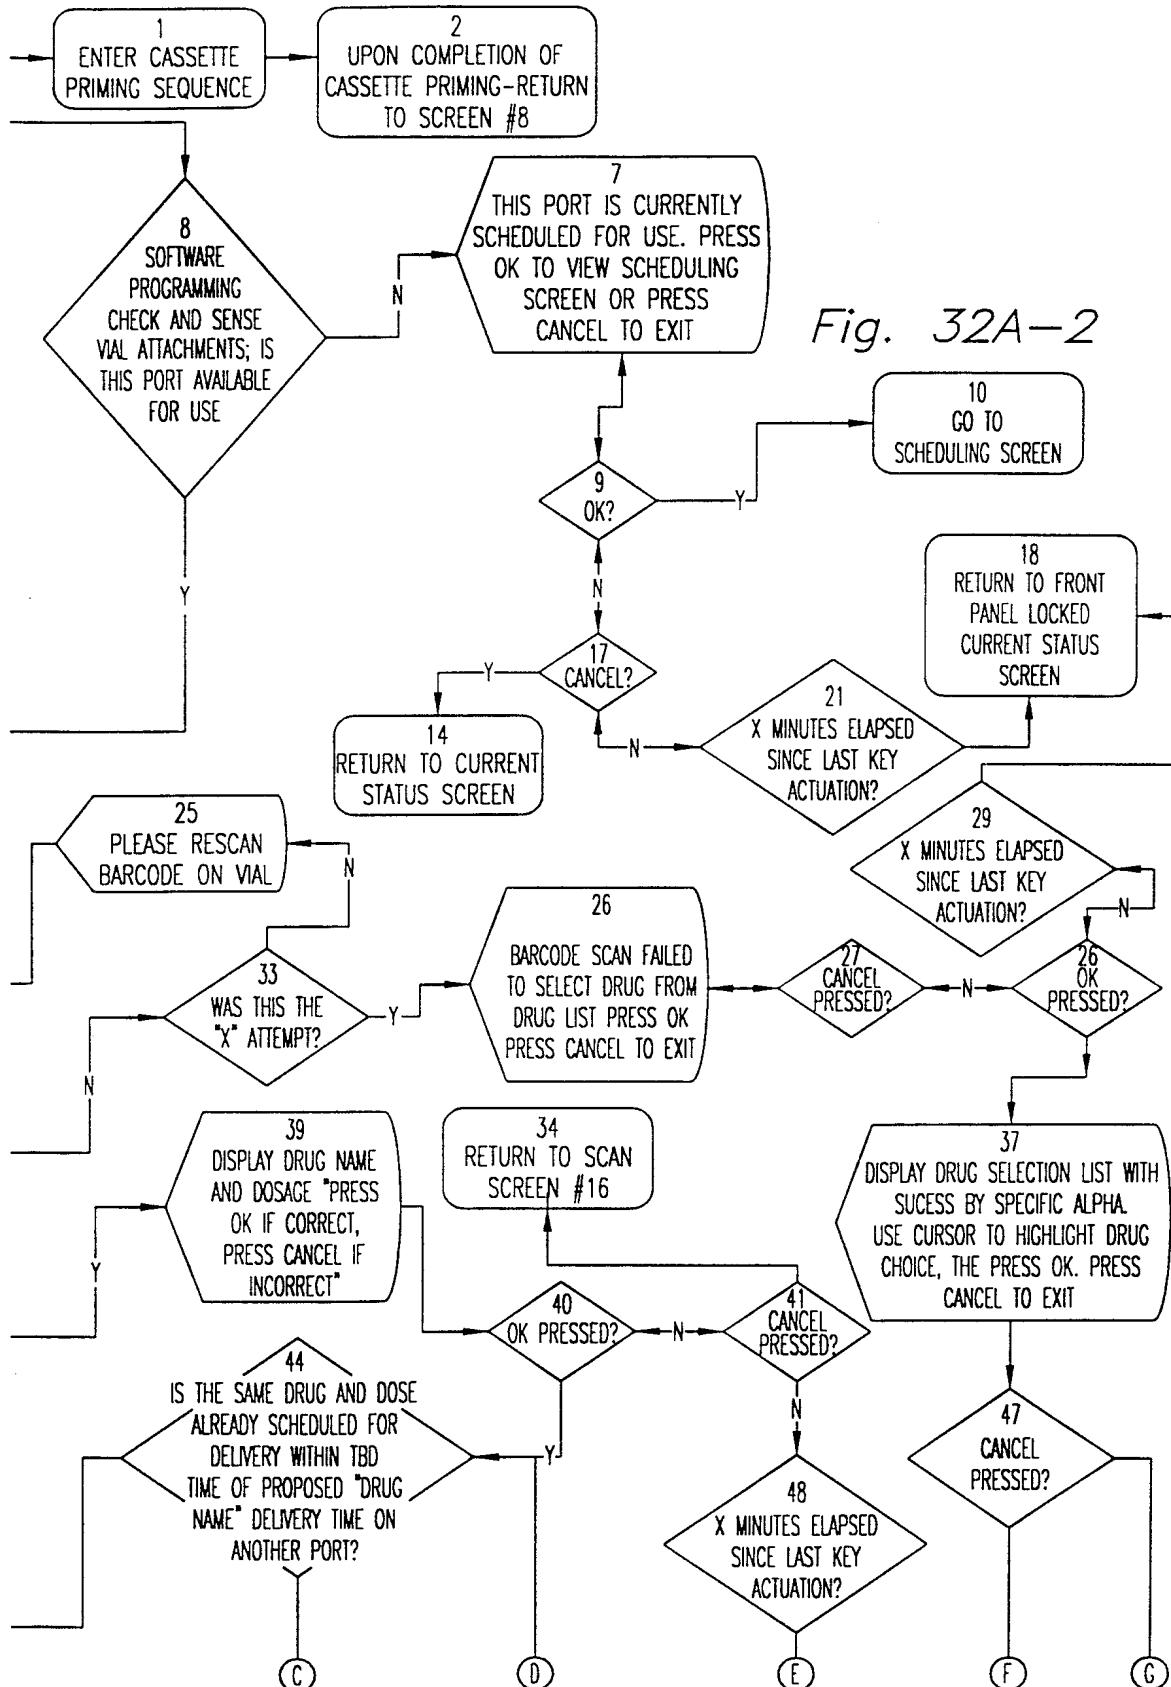 1
ENTER CASSETTE
PRIMING SEQUENCE
2
UPON COMPLETION OF
CASSETTE PRIMING-RETURN
TO SCREEN #8
8
SOFTWARE
PROGRAMMING
CHECK AND SENSE
VIAL ATTACHMENTS; IS
THIS PORT AVAILABLE
FOR USE
N
Y
7
THIS PORT IS CURRENTLY
SCHEDULED FOR USE. PRESS
OK TO VIEW SCHEDULING
SCREEN OR PRESS
CANCEL TO EXIT
Fig. 32A-2
10
GO TO
SCHEDULING SCREEN
9
OK?
Y
N
17
CANCEL?
Y
N
14
RETURN TO CURRENT
STATUS SCREEN
18
RETURN TO FRONT
PANEL LOCKED
CURRENT STATUS
SCREEN
21
X MINUTES ELAPSED
SINCE LAST KEY
ACTUATION?
25
PLEASE RESCAN
BARCODE ON VIAL
N
29
X MINUTES ELAPSED
SINCE LAST KEY
ACTUATION?
N
33
WAS THIS THE
"X" ATTEMPT?
Y
N
26
BARCODE SCAN FAILED
TO SELECT DRUG FROM
DRUG LIST PRESS OK
PRESS CANCEL TO EXIT
27
CANCEL
PRESSED?
N
26
OK
PRESSED?
39
DISPLAY DRUG NAME
AND DOSAGE "PRESS
OK IF CORRECT,
PRESS CANCEL IF
INCORRECT"
Y
34
RETURN TO SCAN
SCREEN #16
37
DISPLAY DRUG SELECTION LIST WITH
SUCESS BY SPECIFIC ALPHA.
USE CURSOR TO HIGHLIGHT DRUG
CHOICE, THE PRESS OK. PRESS
CANCEL TO EXIT
40
OK PRESSED?
N
Y
41
CANCEL
PRESSED?
N
44
IS THE SAME DRUG AND DOSE
ALREADY SCHEDULED FOR
DELIVERY WITHIN TBD
TIME OF PROPOSED "DRUG
NAME" DELIVERY TIME ON
ANOTHER PORT?
48
X MINUTES ELAPSED
SINCE LAST KEY
ACTUATION?
47
CANCEL
PRESSED?
C
D
E
F
G